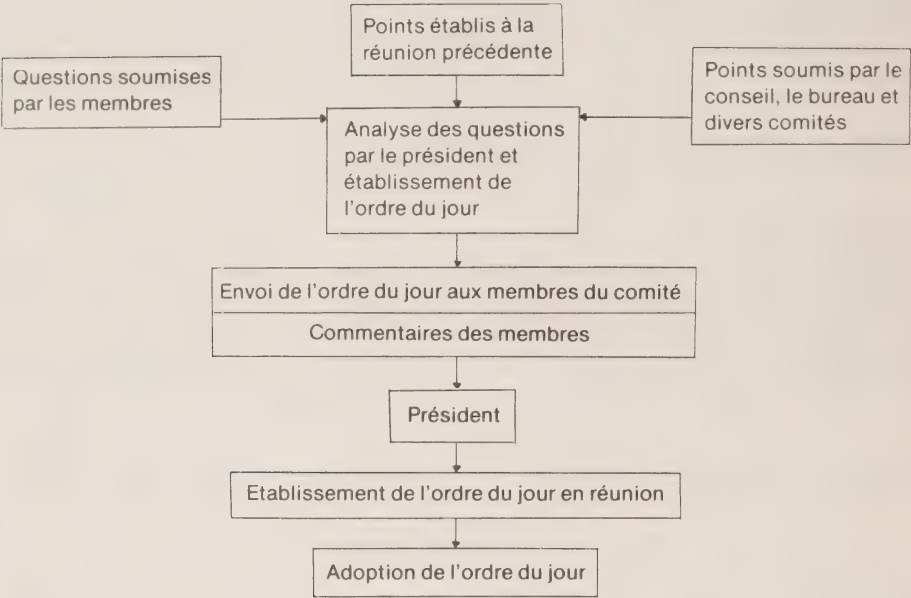 Points établis à la
réunion précédente
Questions soumises
par les membres
Points soumis par le
conseil, le bureau et
divers comités
Analyse des questions
par le président et
établissement de
l'ordre du jour
Envoi de l'ordre du jour aux membres du comité
Commentaires des membres
Président
Etablissement de l'ordre du jour en réunion
Adoption de l'ordre du jour